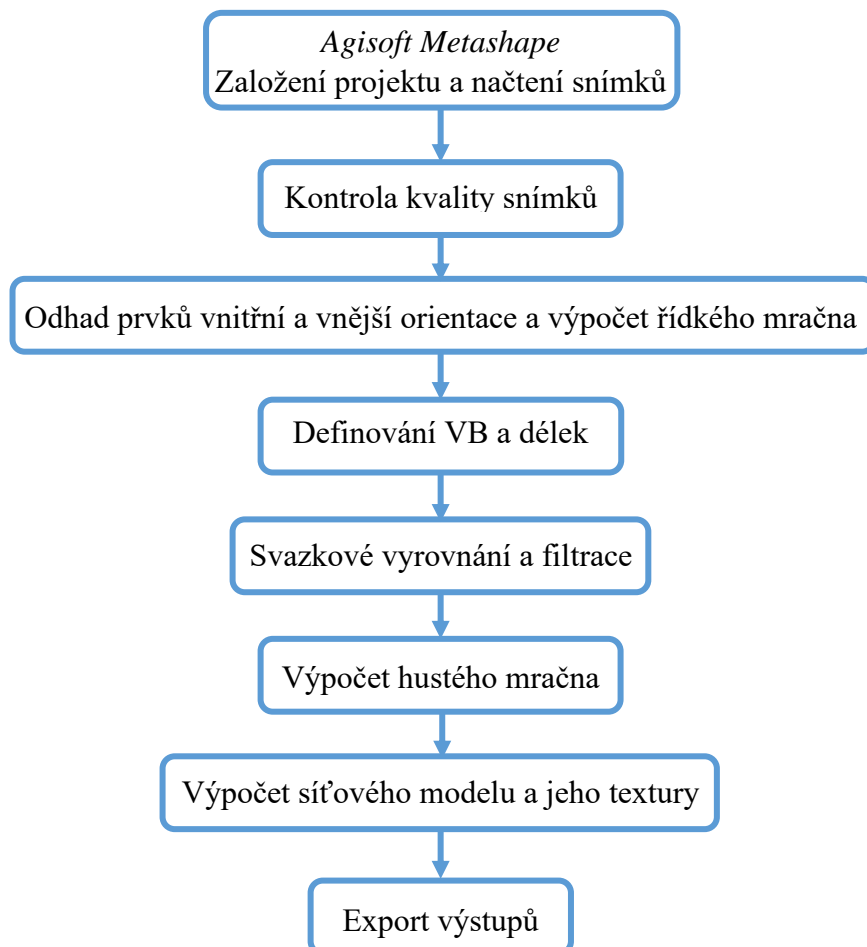 Agisoft Metashape
Založení projektu a načtení snímků
Kontrola kvality snímků
Odhad prvků vnitřní a vnější orientace a výpočet řídkého mračna
Definování VB a délek
Svazkové vyrovnání a filtrace
Výpočet hustého mračna
Výpočet síťového modelu a jeho textury
Export výstupů